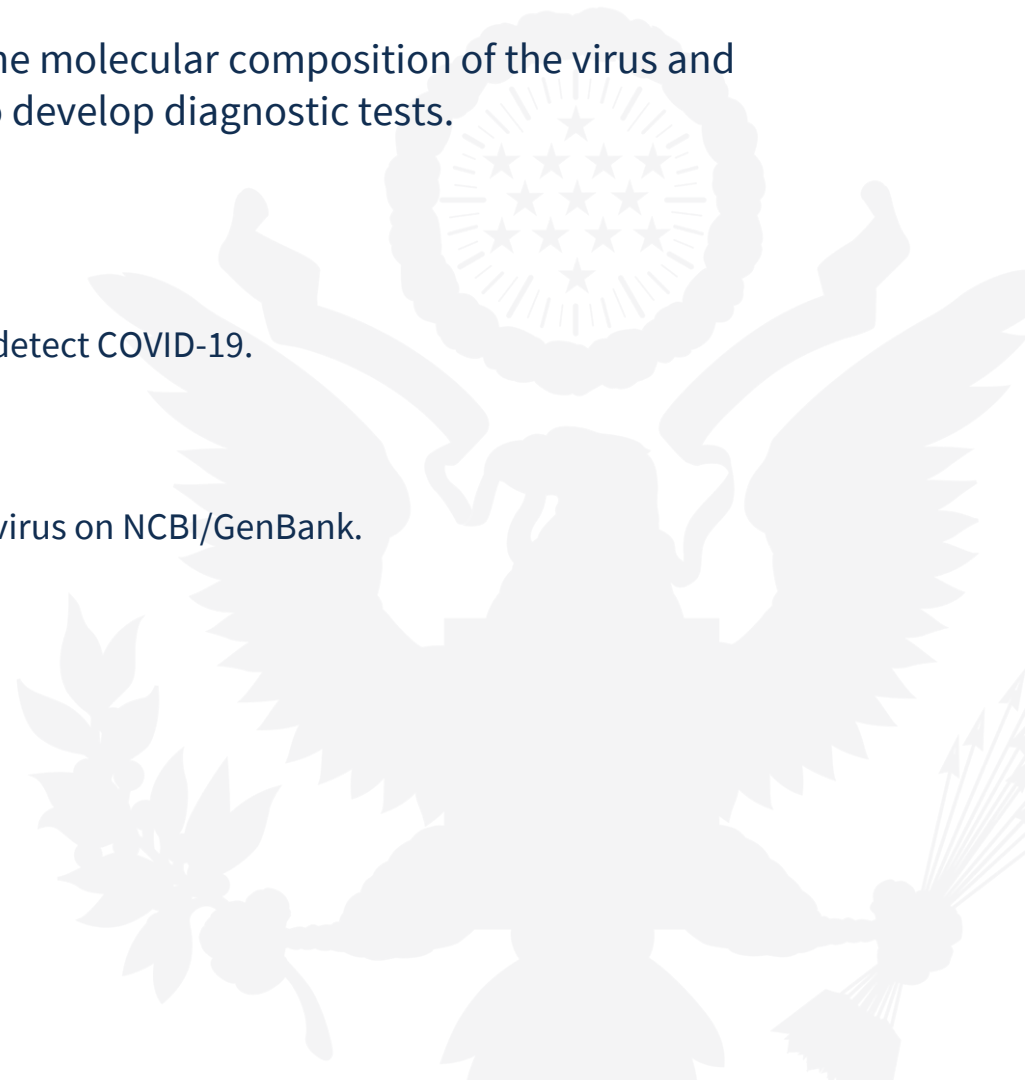 he molecular composition of the virus and
develop diagnostic tests.
detect COVID-19.
virus on NCBI/GenBank.